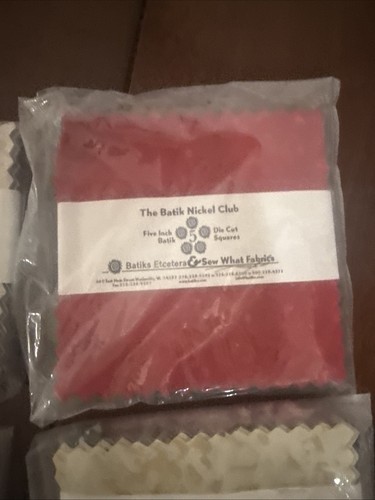 The Batik Nickel Club
Five Inch 5 Die Cut
Batik Squares
Batiks Etcetera & Sew What Fabrics